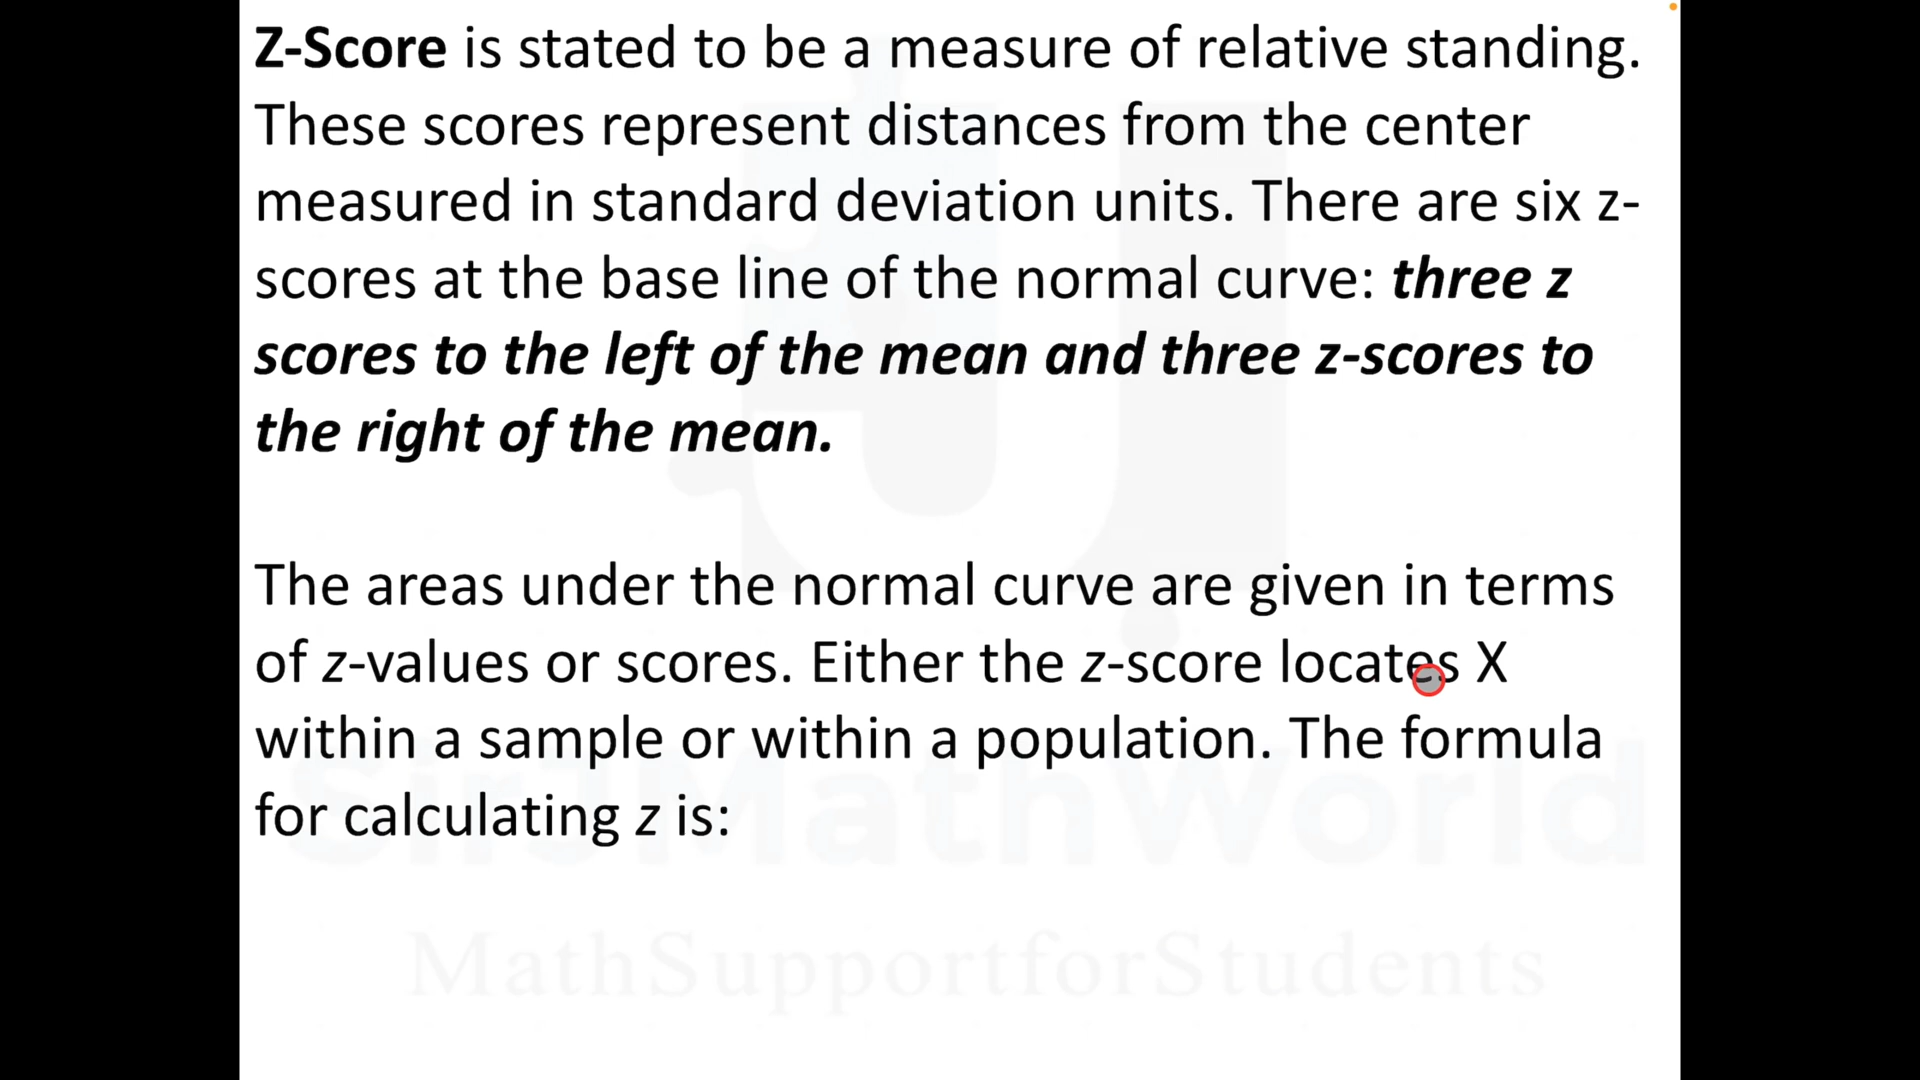 Z-Score is stated to be a measure of relative standing.
These scores represent distances from the center
measured in standard deviation units. There are six z-
scores at the base line of the normal curve: three z
scores to the left of the mean and three z-scores to
the right of the mean.
The areas under the normal curve are given in terms
of z-values or scores. Either the z-score locates X
within a sample or within a population. The formula
for calculating z is:
SirJMathWorld
MathSupportforStudents